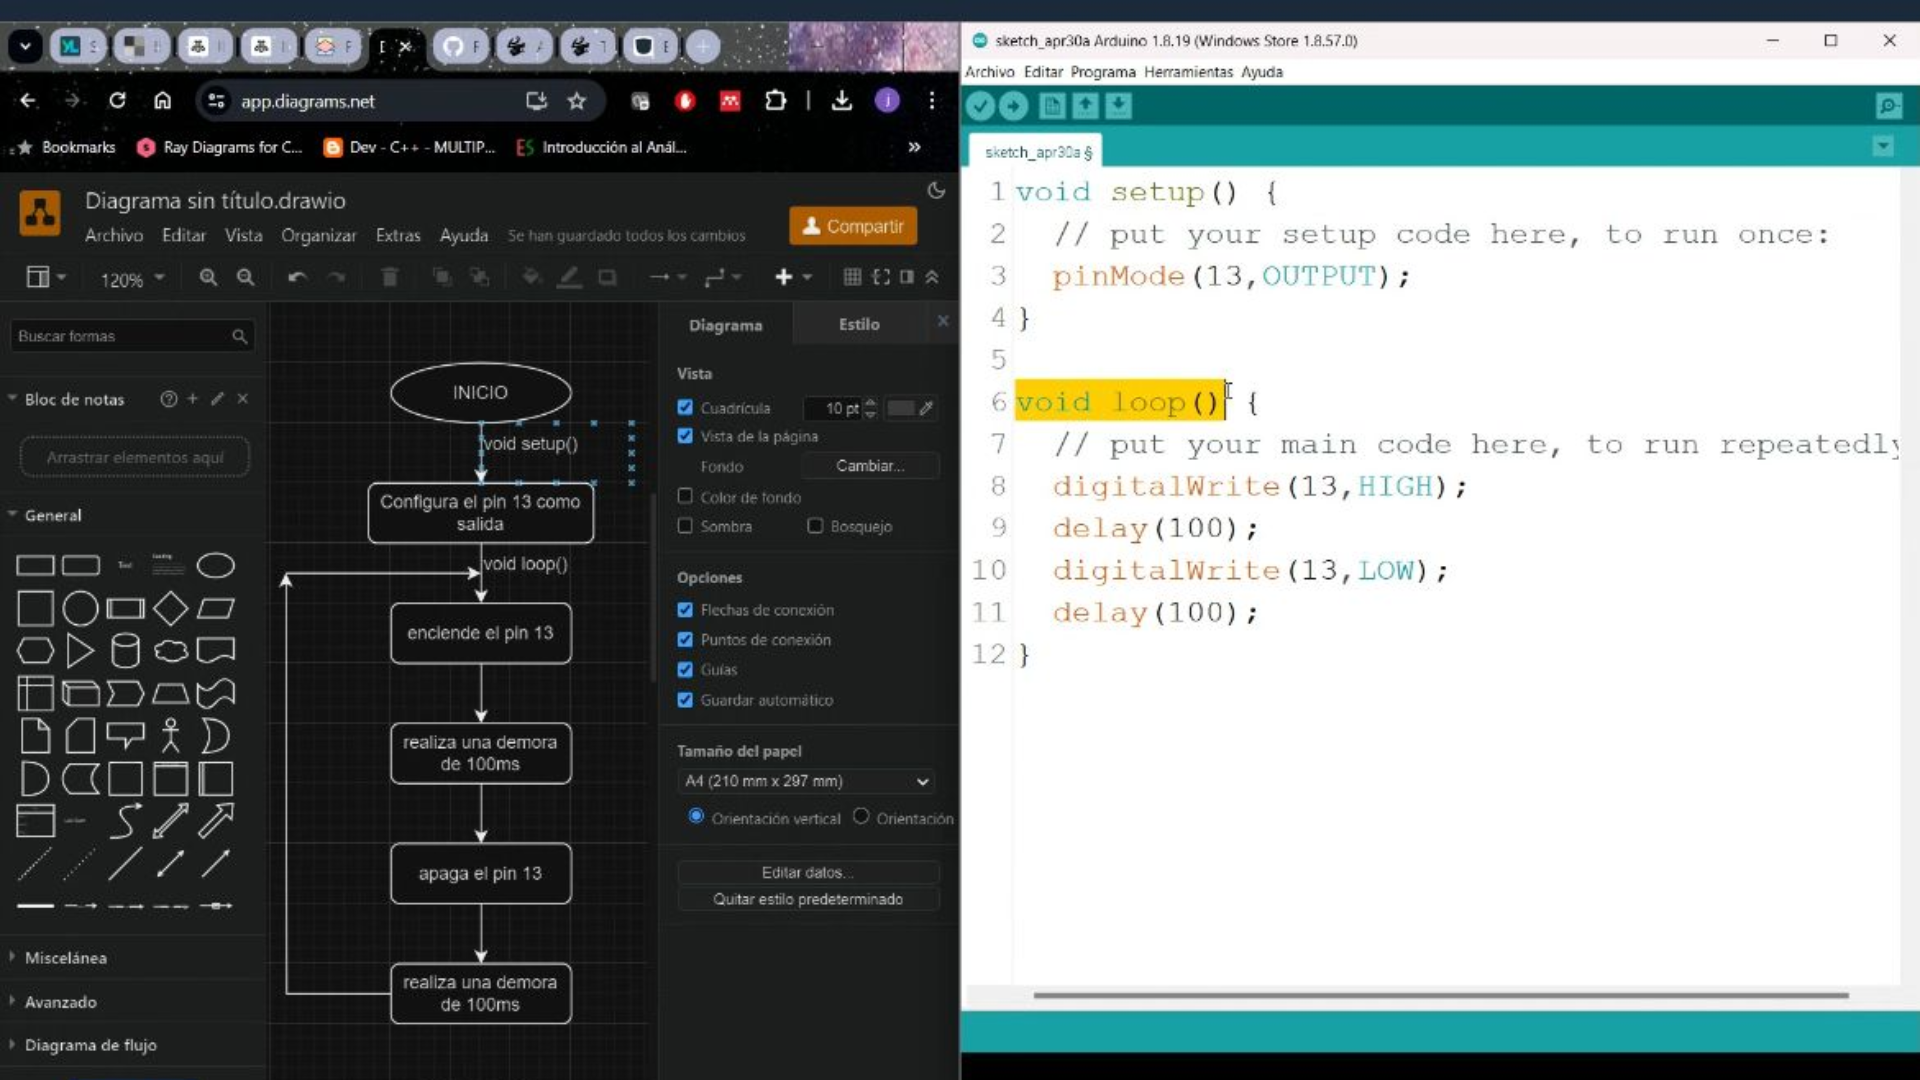 app.diagrams.net
Bookmarks
Ray Diagrams for C...
Dev - C++ - MULTIP...
Introducción al Anál...
»
Diagrama sin título.drawio
Archivo Editar Vista Organizar Extras Ayuda Se han guardado todos los cambios
Compartir
120%
Buscar formas
Bloc de notas
Arrastrar elementos aquí
General
Text
Miscelánea
Avanzado
Diagrama de flujo
INICIO
void setup()
Configura el pin 13 como
salida
void loop()
enciende el pin 13
realiza una demora
de 100ms
apaga el pin 13
realiza una demora
de 100ms
Diagrama Estilo
Vista
Cuadrícula 10 pt
Vista de la página
Fondo Cambiar...
Color de fondo
Sombra Bosquejo
Opciones
Flechas de conexión
Puntos de conexión
Guías
Guardar automático
Tamaño del papel
A4 (210 mm x 297 mm)
Orientación vertical Orientación
Editar datos...
Quitar estilo predeterminado
sketch_apr30a Arduino 1.8.19 (Windows Store 1.8.57.0)
Archivo Editar Programa Herramientas Ayuda
sketch_apr30a §
1 void setup() {
2 // put your setup code here, to run once:
3 pinMode(13,OUTPUT);
4 }
5
6 void loop() {
7 // put your main code here, to run repeatedly
8 digitalWrite(13,HIGH);
9 delay(100);
10 digitalWrite(13,LOW);
11 delay(100);
12 }